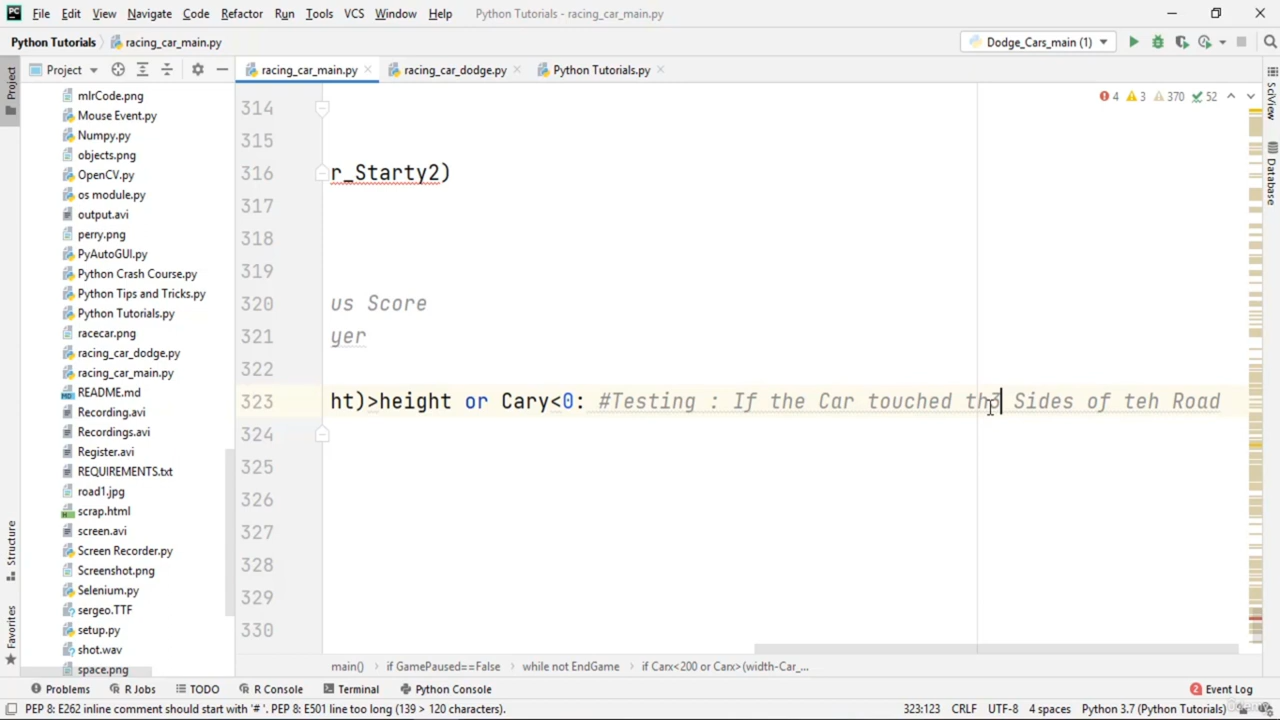 PC File Edit View Navigate Code Refactor Run Tools VCS Window Help Python Tutorials - racing_car_main.py
Python Tutorials racing_car_main.py Dodge_Cars_main (1)
Project racing_car_main.py racing_car_dodge.py Python Tutorials.py
Project
Structure
Favorites
mlrCode.png
Mouse Event.py
Numpy.py
objects.png
OpenCV.py
os module.py
output.avi
perry.png
PyAutoGUI.py
Python Crash Course.py
Python Tips and Tricks.py
Python Tutorials.py
racecar.png
racing_car_dodge.py
racing_car_main.py
README.md
Recording.avi
Recordings.avi
Register.avi
REQUIREMENTS.txt
road1.jpg
scrap.html
screen.avi
Screen Recorder.py
Screenshot.png
Selenium.py
sergeo.TTF
setup.py
shot.wav
space.png
4 3 370 52
314
315
316 r_Starty2)
317
318
319
320 us Score
321 yer
322
323 ht)>height or Cary<0: #Testing If the Car touched the Sides of teh Road
324
325
326
327
328
329
330
SciView
Database
main() if GamePaused==False while not EndGame if Carx<200 or Carx>(width-Car_...
Problems R Jobs TODO R Console Terminal Python Console Event Log
PEP 8: E262 inline comment should start with '# '. PEP 8: E501 line too long (139 > 120 characters). 323:123 CRLF UTF-8 4 spaces Python 3.7 (Python Tutorials)